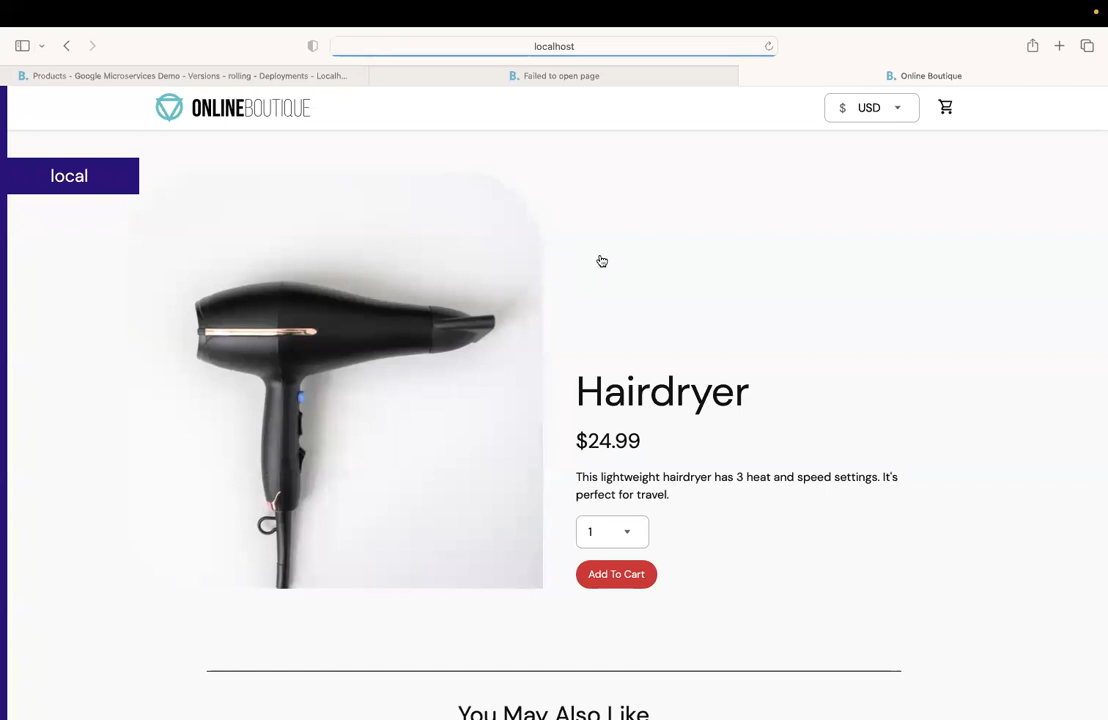 localhost
Products - Google Microservices Demo - Versions - rolling - Deployments - Localh...
Failed to open page
Online Boutique
ONLINEBOUTIQUE
$ USD
local
Hairdryer
$24.99
This lightweight hairdryer has 3 heat and speed settings. It's
perfect for travel.
1
Add To Cart
You May Also Like